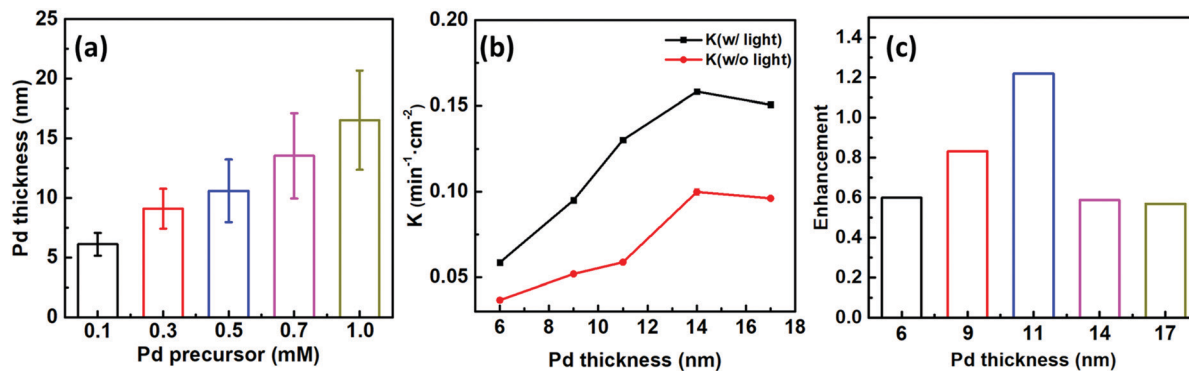 (a)
Pd thickness (nm)
25
20
15
10
5
0
0.1 0.3 0.5 0.7 1.0
Pd precursor (mM)
(b)
K(w/ light)
K(w/o light)
K (min⁻¹·cm⁻²)
0.20
0.15
0.10
0.05
6 8 10 12 14 16 18
Pd thickness (nm)
(c)
Enhancement
1.4
1.2
1.0
0.8
0.6
0.4
0.2
0.0
6 9 11 14 17
Pd thickness (nm)